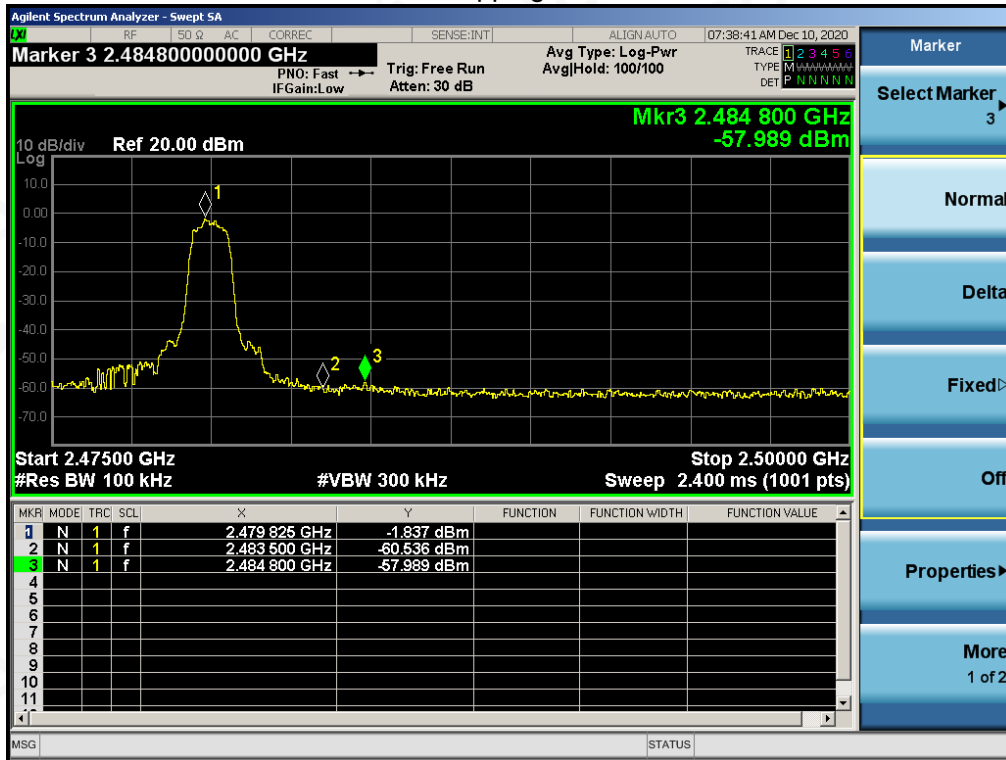 Agilent Spectrum Analyzer - Swept SA
LXI RF 50 Ω AC CORREC SENSE:INT ALIGN AUTO 07:38:41 AM Dec 10, 2020
Marker 3 2.484800000000 GHz
PNO: Fast
IFGain:Low
Trig: Free Run
Atten: 30 dB
Avg Type: Log-Pwr
Avg|Hold: 100/100
TRACE 1 2 3 4 5 6
TYPE M WWWWW
DET P N N N N N
Mkr3 2.484 800 GHz
-57.989 dBm
10 dB/div Ref 20.00 dBm
Log
10.0
0.00
-10.0
-20.0
-30.0
-40.0
-50.0
-60.0
-70.0
1
2
3
Start 2.47500 GHz Stop 2.50000 GHz
#Res BW 100 kHz #VBW 300 kHz Sweep 2.400 ms (1001 pts)
MKR MODE TRC SCL X Y FUNCTION FUNCTION WIDTH FUNCTION VALUE
1 N 1 f 2.479 825 GHz -1.837 dBm
2 N 1 f 2.483 500 GHz -60.536 dBm
3 N 1 f 2.484 800 GHz -57.989 dBm
4
5
6
7
8
9
10
11
MSG STATUS
Marker
Select Marker
3
Normal
Delta
Fixed
Off
Properties
More
1 of 2